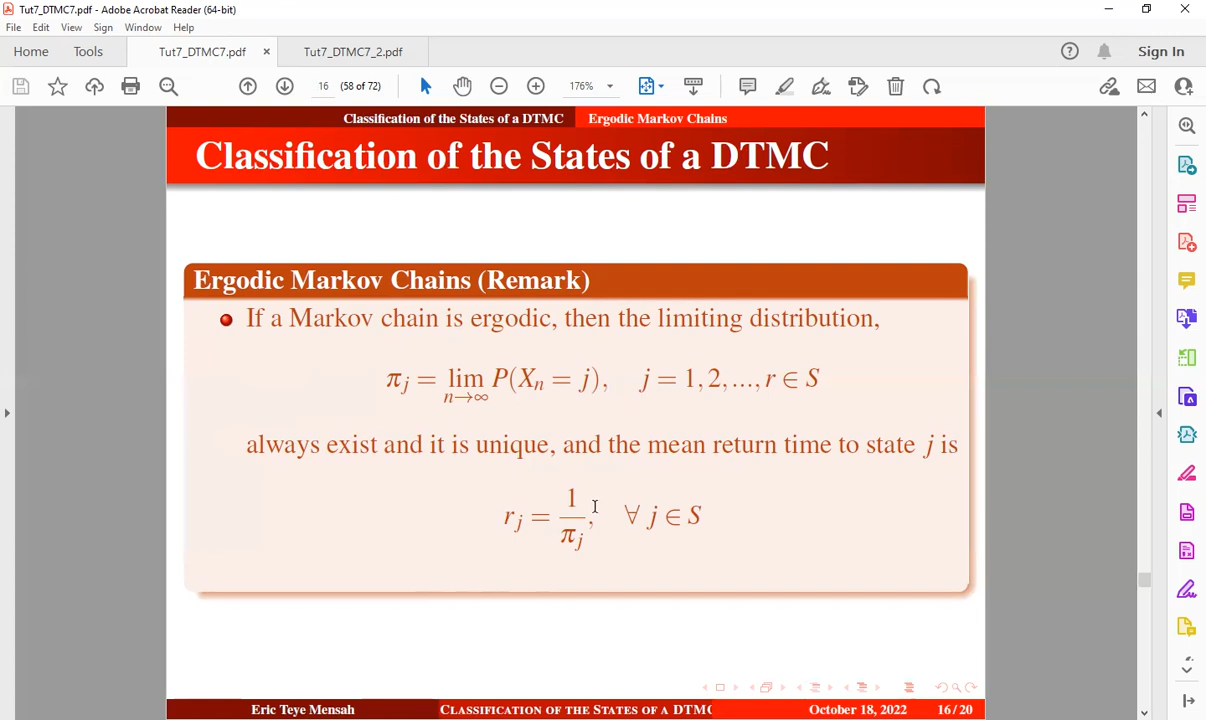 Tut7_DTMC7.pdf - Adobe Acrobat Reader (64-bit)
File Edit View Sign Window Help
Home Tools Tut7_DTMC7.pdf × Tut7_DTMC7_2.pdf Sign In
16 (58 of 72) 176%
Classification of the States of a DTMC Ergodic Markov Chains
Classification of the States of a DTMC
Ergodic Markov Chains (Remark)
If a Markov chain is ergodic, then the limiting distribution,
πj = lim n→∞ P(Xn = j), j = 1,2,...,r ∈ S
always exist and it is unique, and the mean return time to state j is
rj = 1/πj, ∀ j ∈ S
Eric Teye Mensah CLASSIFICATION OF THE STATES OF A DTMC October 18, 2022 16/20